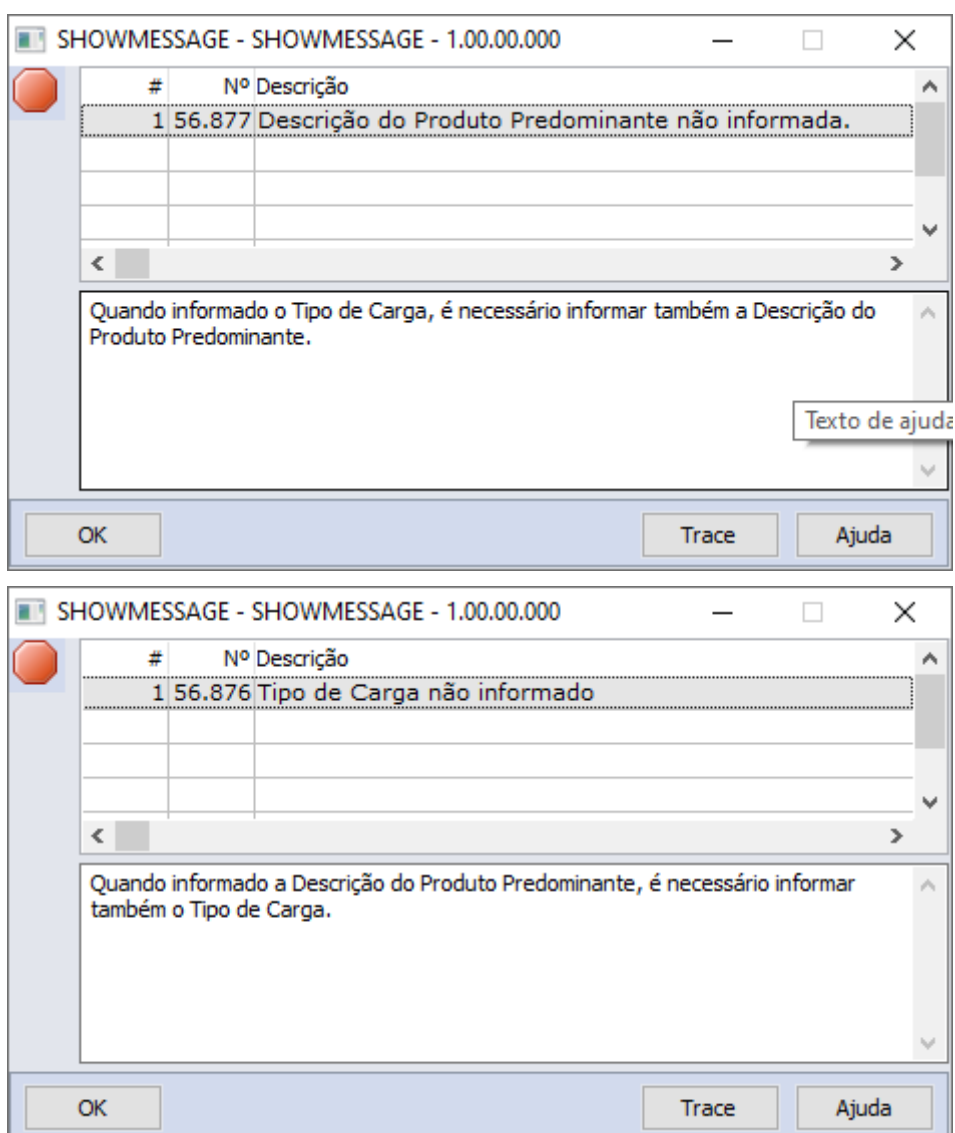 SHOWMESSAGE - SHOWMESSAGE - 1.00.00.000
# Nº Descrição
1 56.877 Descrição do Produto Predominante não informada.
Quando informado o Tipo de Carga, é necessário informar também a Descrição do
Produto Predominante.
Texto de ajuda
OK Trace Ajuda
SHOWMESSAGE - SHOWMESSAGE - 1.00.00.000
# Nº Descrição
1 56.876 Tipo de Carga não informado
Quando informado a Descrição do Produto Predominante, é necessário informar
também o Tipo de Carga.
OK Trace Ajuda